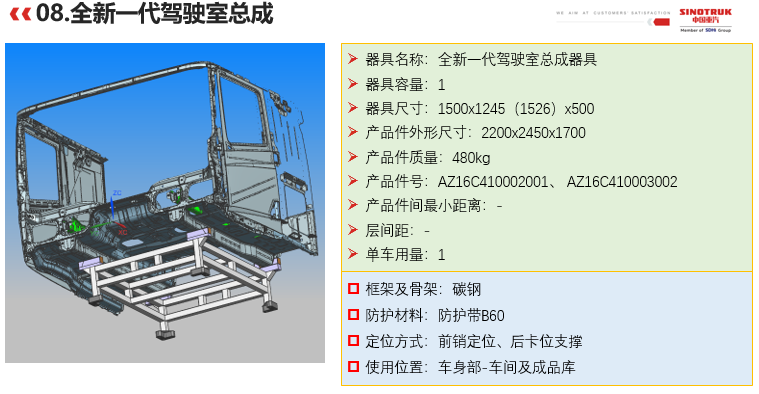 08.全新一代驾驶室总成
WE AIM AT CUSTOMERS' SATISFACTION
SINOTRUK
中国重汽
Member of SDHI Group
器具名称：全新一代驾驶室总成器具
器具容量：1
器具尺寸：1500x1245（1526）x500
产品件外形尺寸：2200x2450x1700
产品件质量：480kg
产品件号：AZ16C410002001、AZ16C410003002
产品件间最小距离：-
层间距：-
单车用量：1
框架及骨架：碳钢
防护材料：防护带B60
定位方式：前销定位、后卡位支撑
使用位置：车身部-车间及成品库
ZC
XC